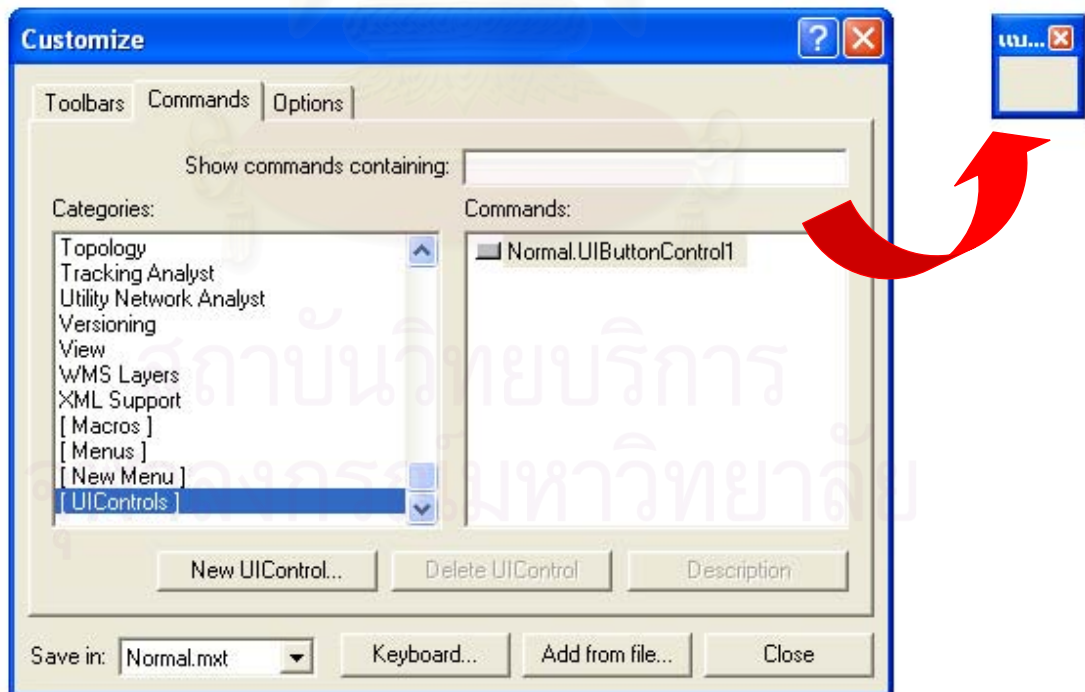 Customize
แบ...
Toolbars Commands Options
Show commands containing:
Categories:
Commands:
Topology
Tracking Analyst
Utility Network Analyst
Versioning
View
WMS Layers
XML Support
[ Macros ]
[ Menus ]
[ New Menu ]
[ UIControls ]
Normal.UIButtonControl1
สถาบันวิทยบริการ
จุฬาลงกรณ์มหาวิทยาลัย
New UIControl... Delete UIControl Description
Save in: Normal.mxt Keyboard... Add from file... Close